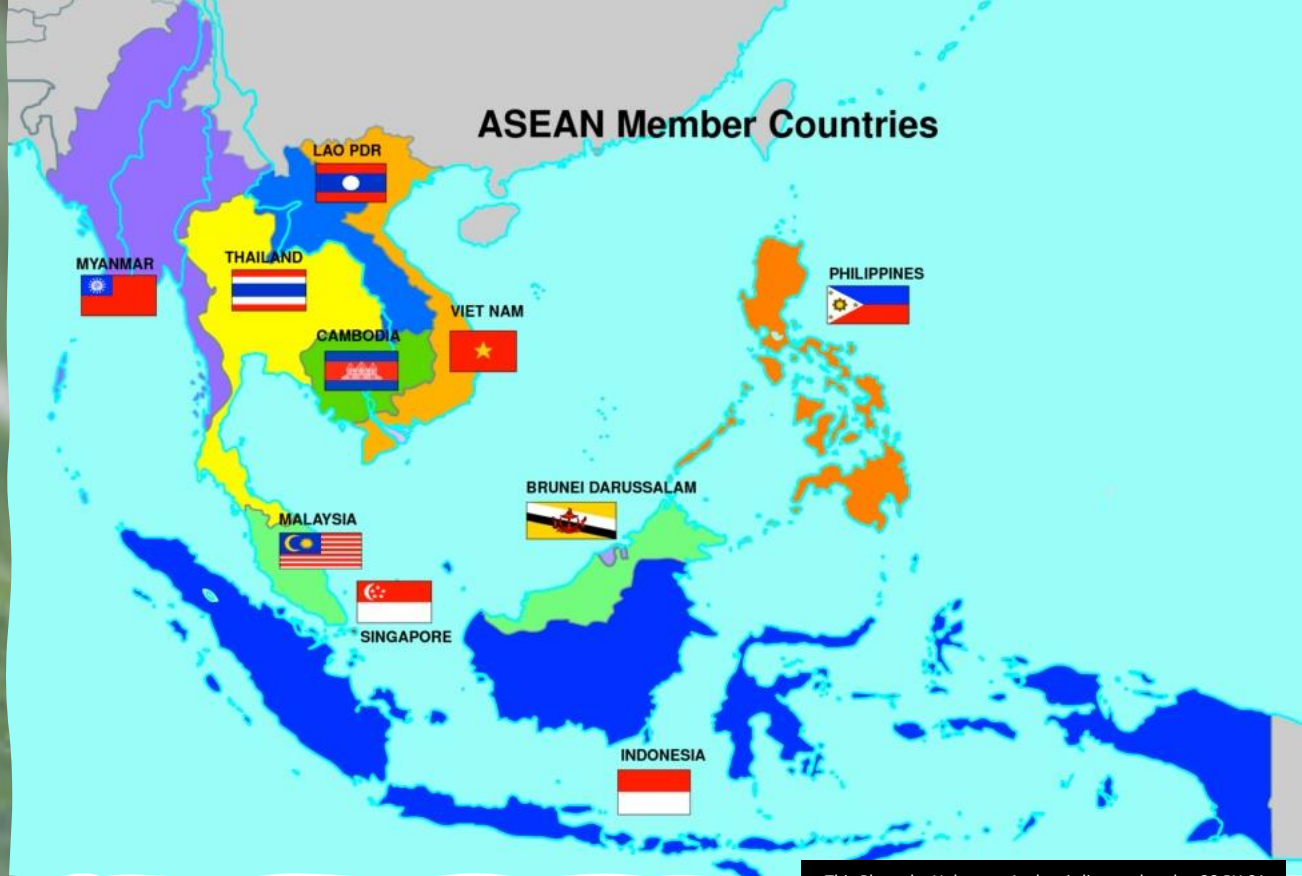 ASEAN Member Countries
LAO PDR
MYANMAR
THAILAND
PHILIPPINES
VIET NAM
CAMBODIA
BRUNEI DARUSSALAM
MALAYSIA
SINGAPORE
INDONESIA